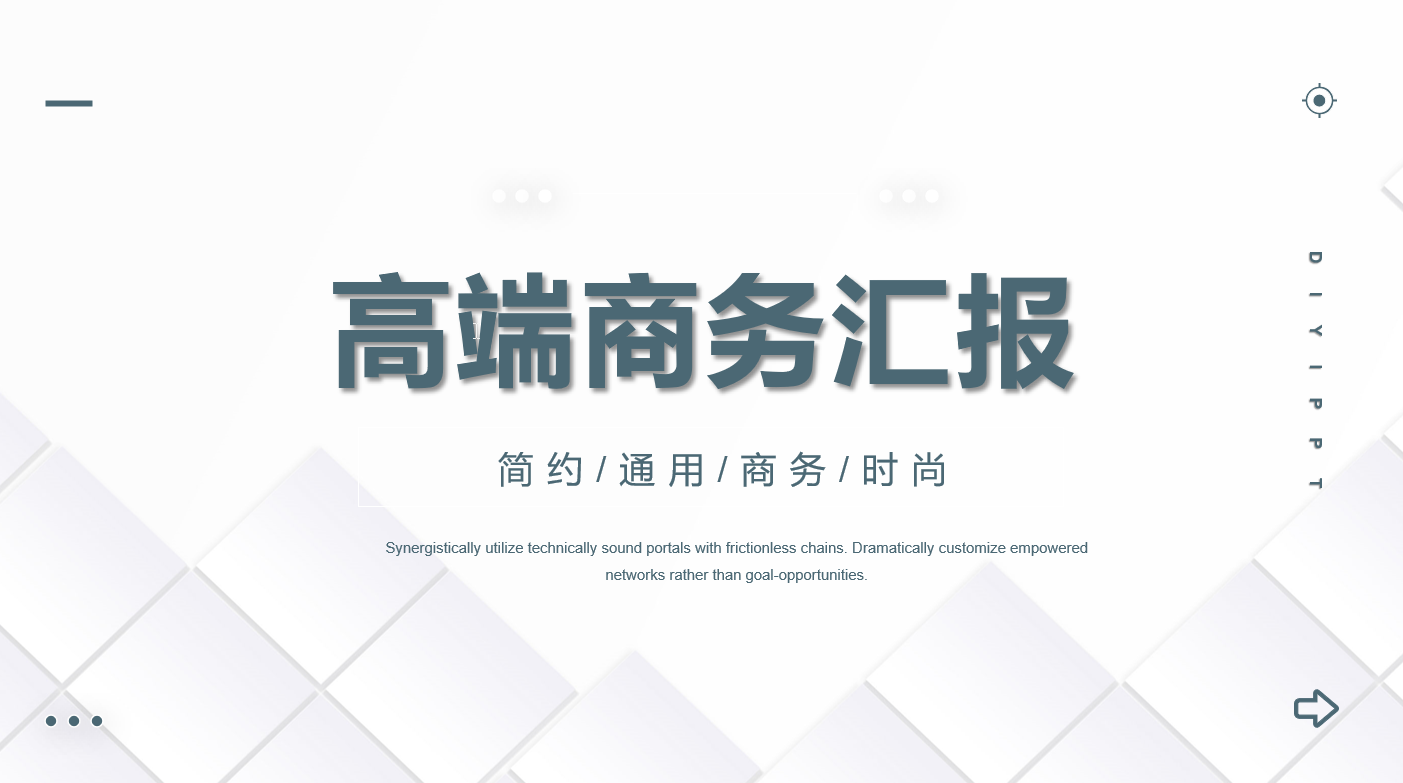 高端商务汇报
简约/通用/商务/时尚
Synergistically utilize technically sound portals with frictionless chains. Dramatically customize empowered
networks rather than goal-opportunities.
DIYIPPT